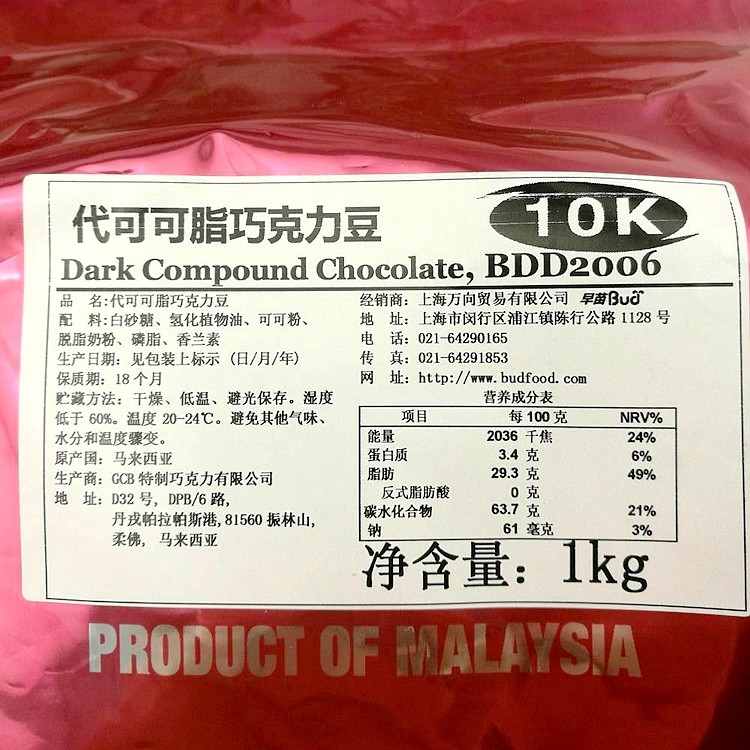 代可可脂巧克力豆
10K
Dark Compound Chocolate, BDD2006
品 名:代可可脂巧克力豆
配 料:白砂糖、氢化植物油、可可粉、
脱脂奶粉、磷脂、香兰素
生产日期: 见包装上标示 (日/月/年)
保质期: 18个月
贮藏方法: 干燥、低温、避光保存。湿度
低于60%。温度20-24℃。避免其他气味、
水分和温度骤变。
原产国: 马来西亚
生产商: GCB特制巧克力有限公司
地 址: D32号, DPB/6路,
丹戎帕拉帕斯港,81560振林山,
柔佛, 马来西亚
经销商: 上海万向贸易有限公司 早苗Bud
地 址: 上海市闵行区浦江镇陈行公路1128号
电 话: 021-64290165
传 真: 021-64291853
网 址: http://www.budfood.com
营养成分表
项目 每100克 NRV%
能量 2036 千焦 24%
蛋白质 3.4 克 6%
脂肪 29.3 克 49%
反式脂肪酸 0 克
碳水化合物 63.7 克 21%
钠 61 毫克 3%
净含量: 1kg
PRODUCT OF MALAYSIA